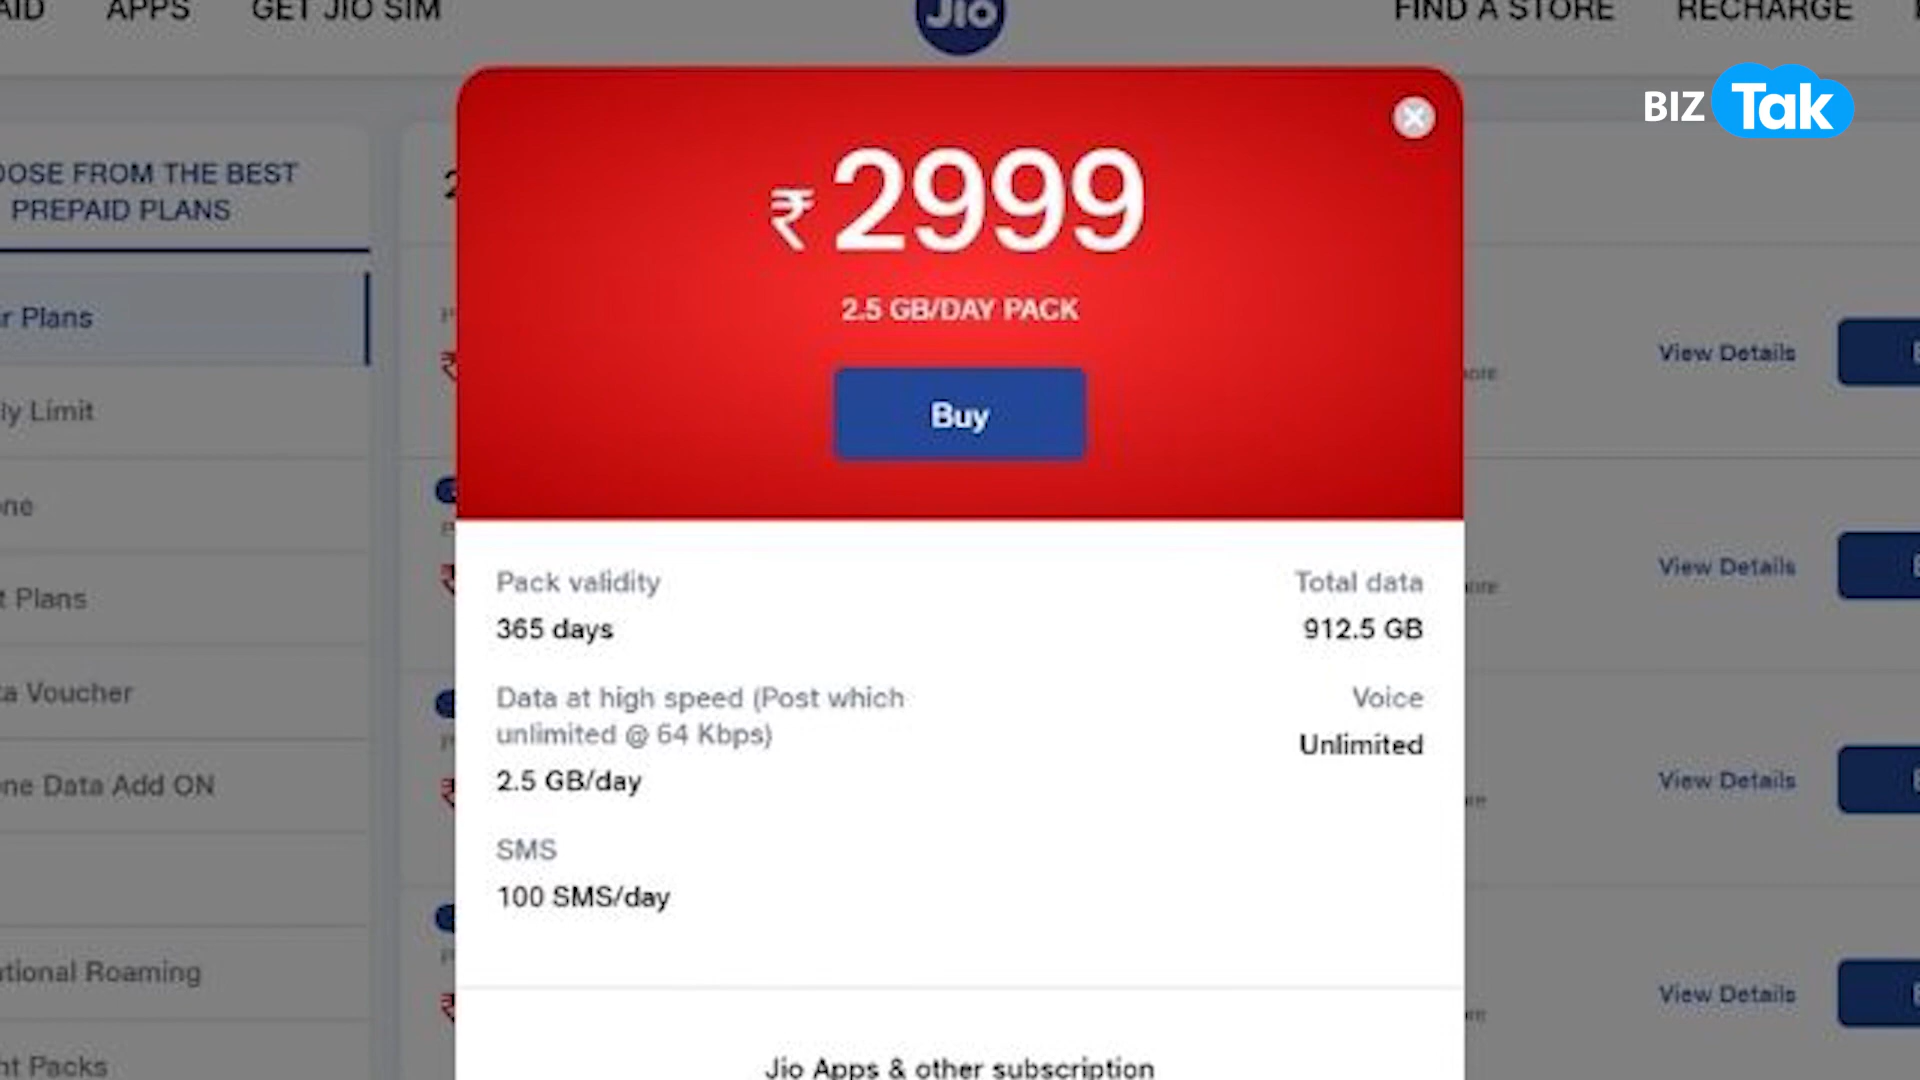 APPS
GET JIO SIM
Jio
FIND A STORE
RECHARGE
BIZ Tak
FROM THE BEST
PREPAID PLANS
Plans
Limit
Plans
Voucher
Data Add ON
Roaming
Packs
₹2999
2.5 GB/DAY PACK
Buy
Pack validity
365 days
Total data
912.5 GB
Data at high speed (Post which
unlimited @ 64 Kbps)
2.5 GB/day
Voice
Unlimited
SMS
100 SMS/day
Jio Apps & other subscription
View Details
View Details
View Details
View Details